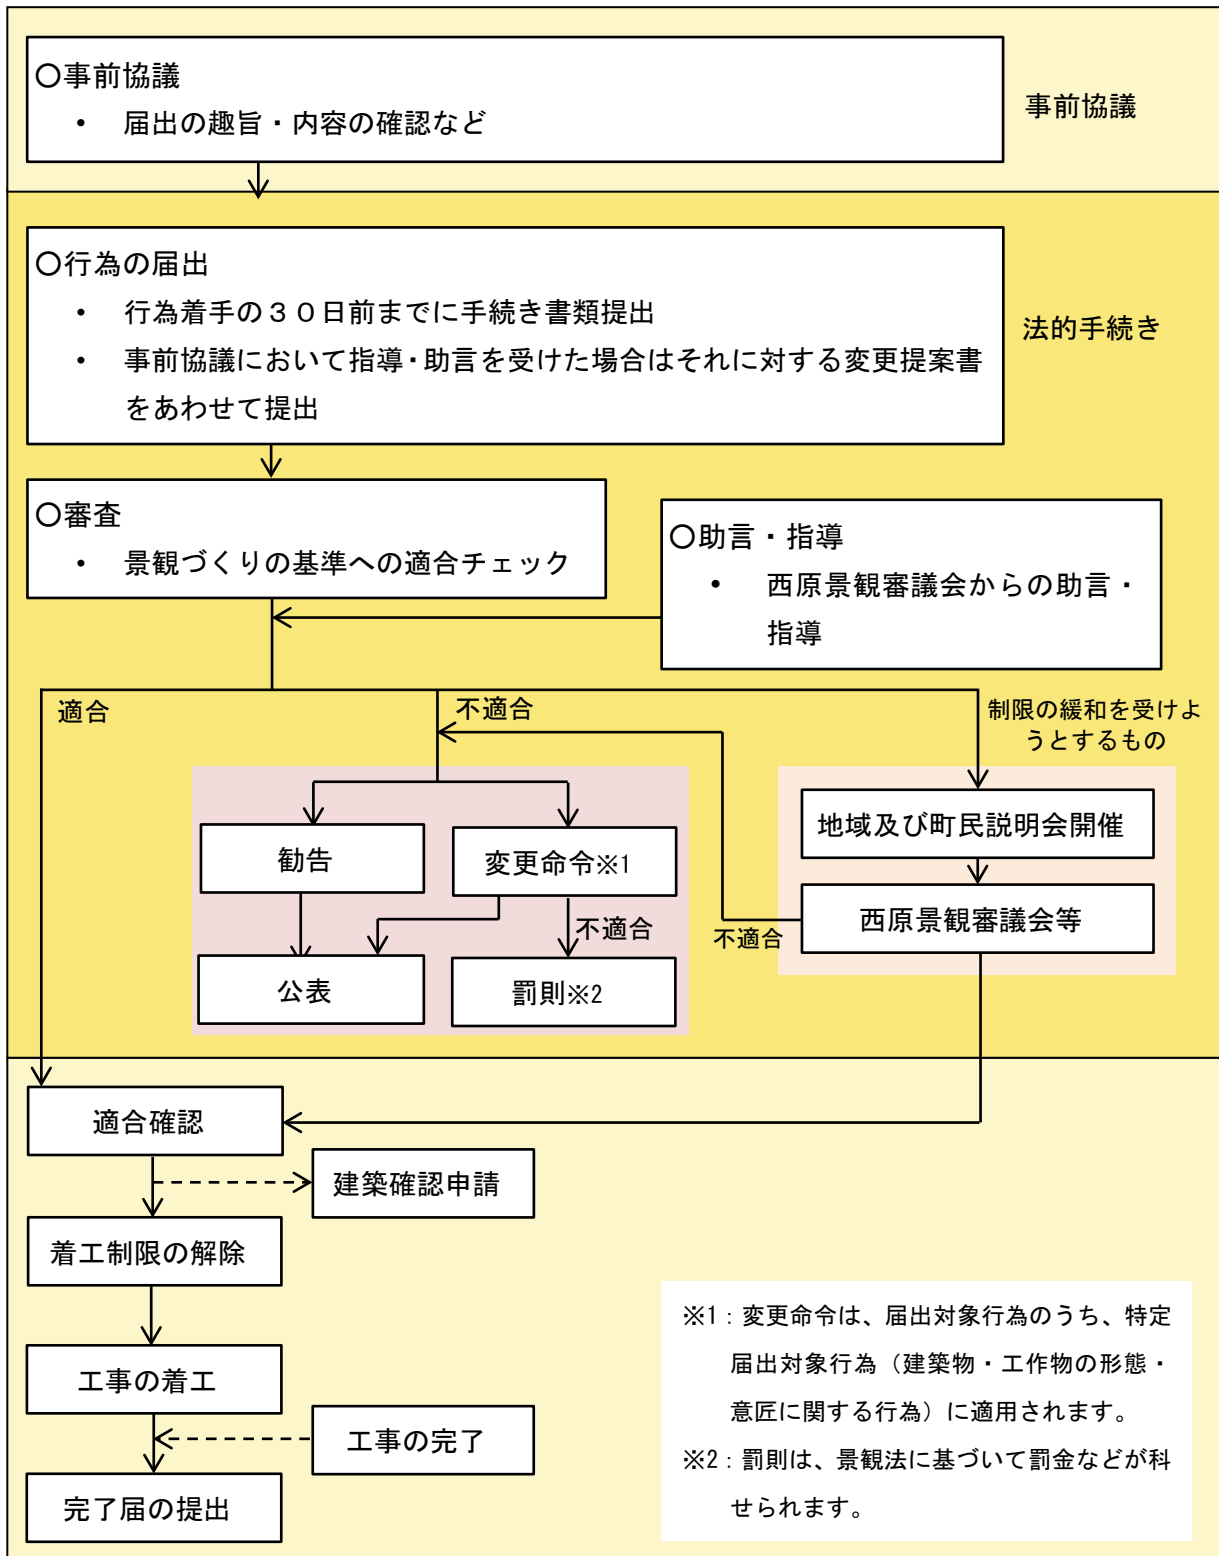 〇事前協議
・ 届出の趣旨・内容の確認など
事前協議
〇行為の届出
・ 行為着手の３０日前までに手続き書類提出
・ 事前協議において指導・助言を受けた場合はそれに対する変更提案書
をあわせて提出
法的手続き
〇審査
・ 景観づくりの基準への適合チェック
〇助言・指導
・ 西原景観審議会からの助言・
指導
適合
不適合
制限の緩和を受けよ
うとするもの
勧告
変更命令※1
地域及び町民説明会開催
西原景観審議会等
不適合
不適合
公表
罰則※2
適合確認
建築確認申請
着工制限の解除
工事の着工
工事の完了
完了届の提出
※1：変更命令は、届出対象行為のうち、特定
届出対象行為（建築物・工作物の形態・
意匠に関する行為）に適用されます。
※2：罰則は、景観法に基づいて罰金などが科
せられます。